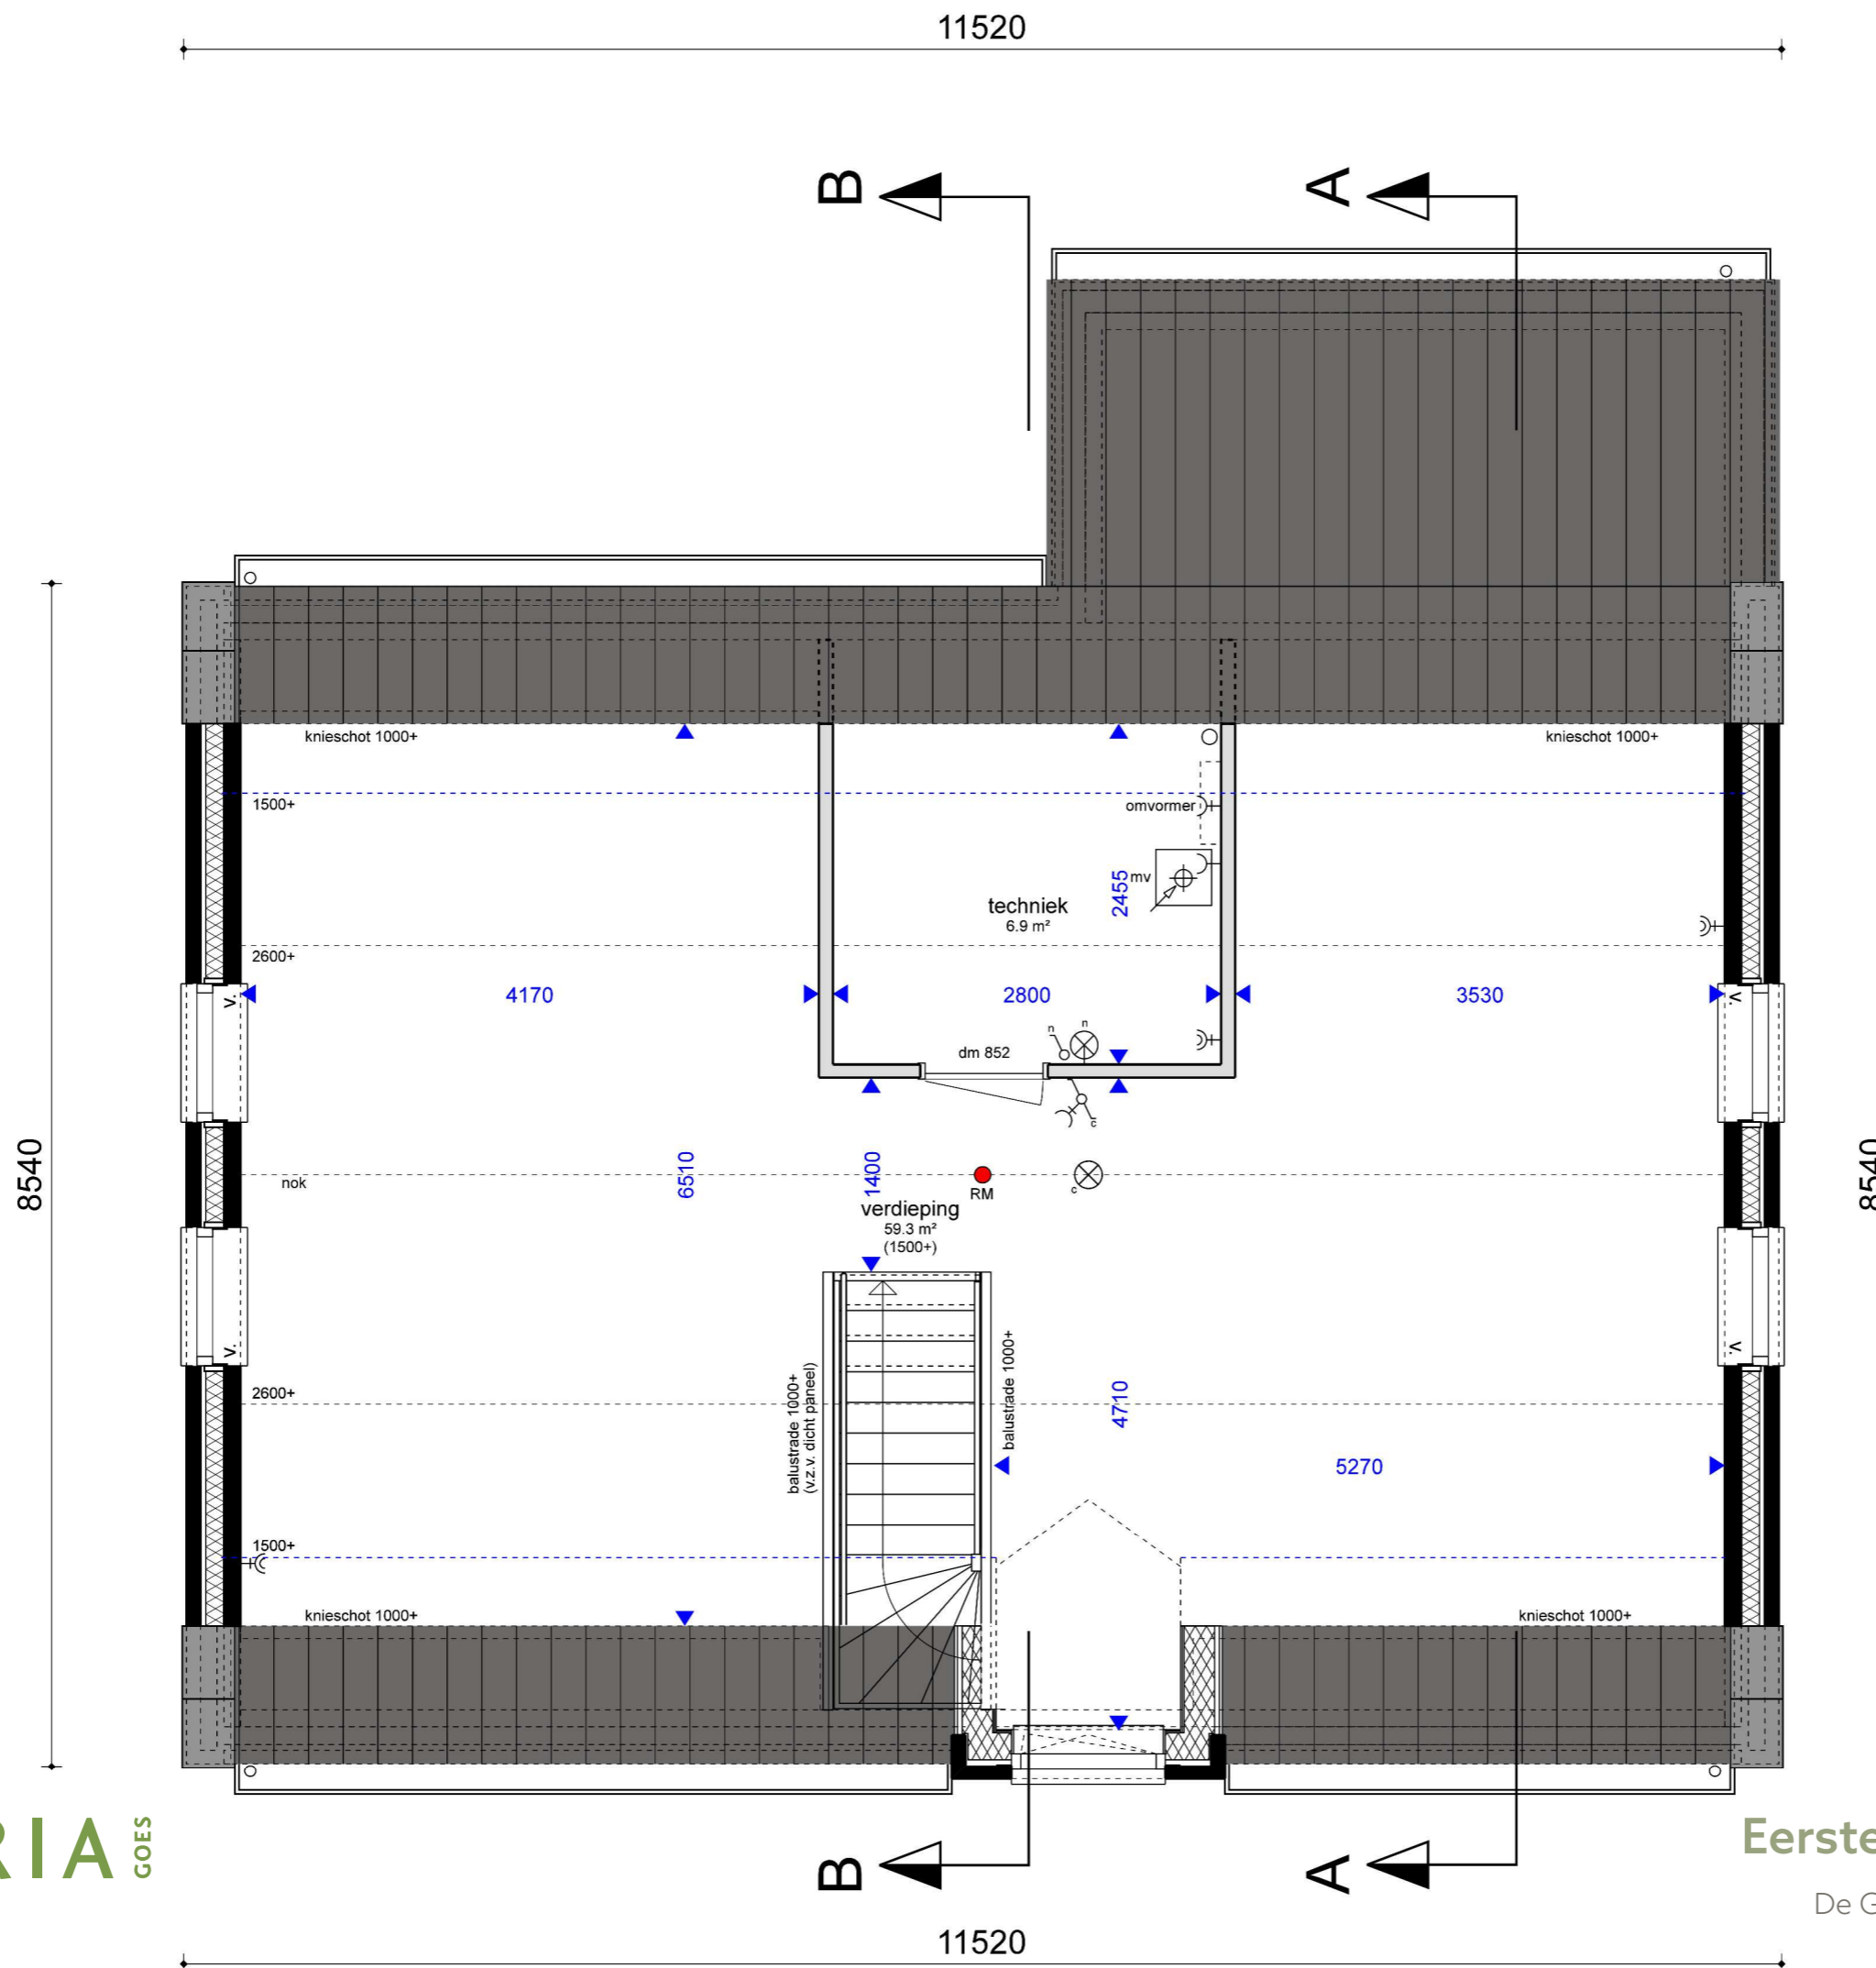 11520
B
A
knieschot 1000+
knieschot 1000+
1500+
omvormer
2455
mv
techniek
6.9 m²
2600+
v.
v.
4170
2800
3530
n
n
dm 852
c
8540
8540
6510
1400
nok
RM
c
verdieping
59.3 m²
(1500+)
v.
v.
balustrade 1000+
(v.z.v. dicht paneel)
balustrade 1000+
2600+
4710
5270
1500+
knieschot 1000+
knieschot 1000+
RIA GOES
Eerste
De G
B
A
11520